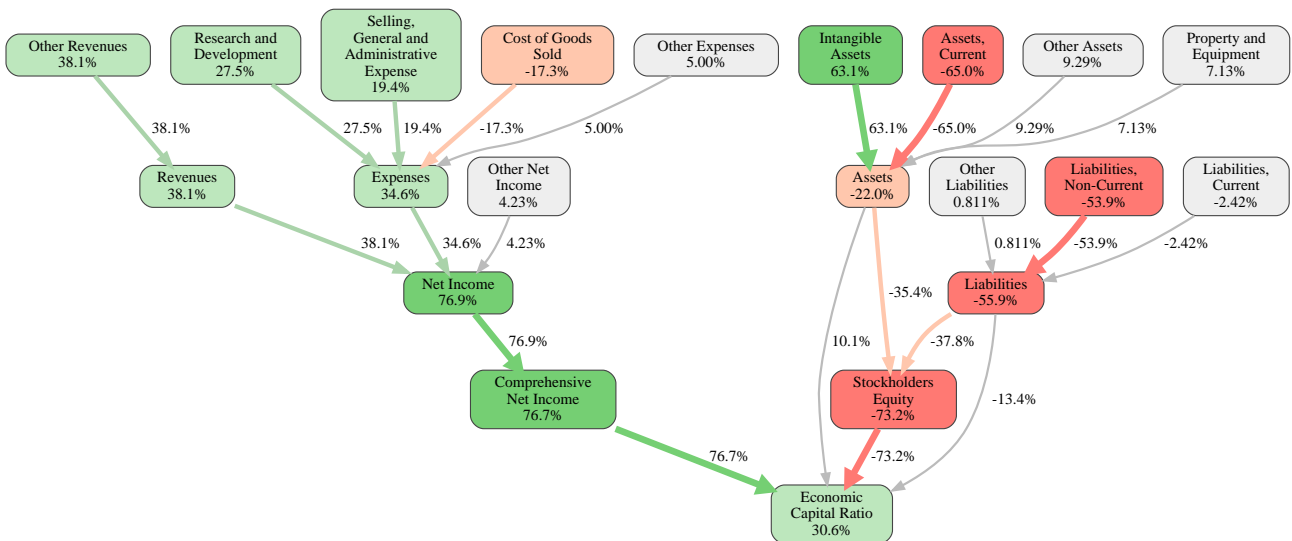 Other Revenues
38.1%
Research and
Development
27.5%
Selling,
General and
Administrative
Expense
19.4%
Cost of Goods
Sold
-17.3%
Other Expenses
5.00%
Intangible
Assets
63.1%
Assets,
Current
-65.0%
Other Assets
9.29%
Property and
Equipment
7.13%
38.1%
27.5%
19.4%
-17.3%
5.00%
63.1%
-65.0%
9.29%
7.13%
Revenues
38.1%
Expenses
34.6%
Other Net
Income
4.23%
Assets
-22.0%
Other
Liabilities
0.811%
Liabilities,
Non-Current
-53.9%
Liabilities,
Current
-2.42%
38.1%
34.6%
4.23%
0.811%
-53.9%
-2.42%
Net Income
76.9%
-35.4%
Liabilities
-55.9%
76.9%
10.1%
-37.8%
Comprehensive
Net Income
76.7%
Stockholders
Equity
-73.2%
-13.4%
76.7%
-73.2%
Economic
Capital Ratio
30.6%